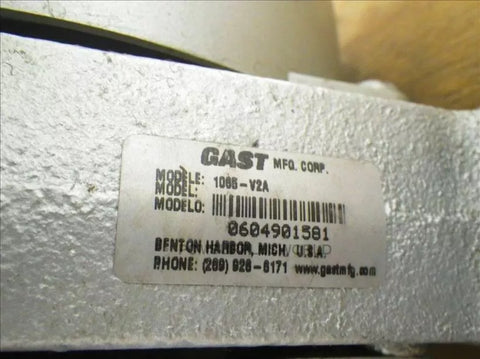 GAST MFG. CORP.
MODELE: 1065-V2A
MODEL:
MODELO:
0604901581
BENTON HARBOR, MICH. U.S.A.
PHONE: (269) 926-6171 www.gastmfg.com